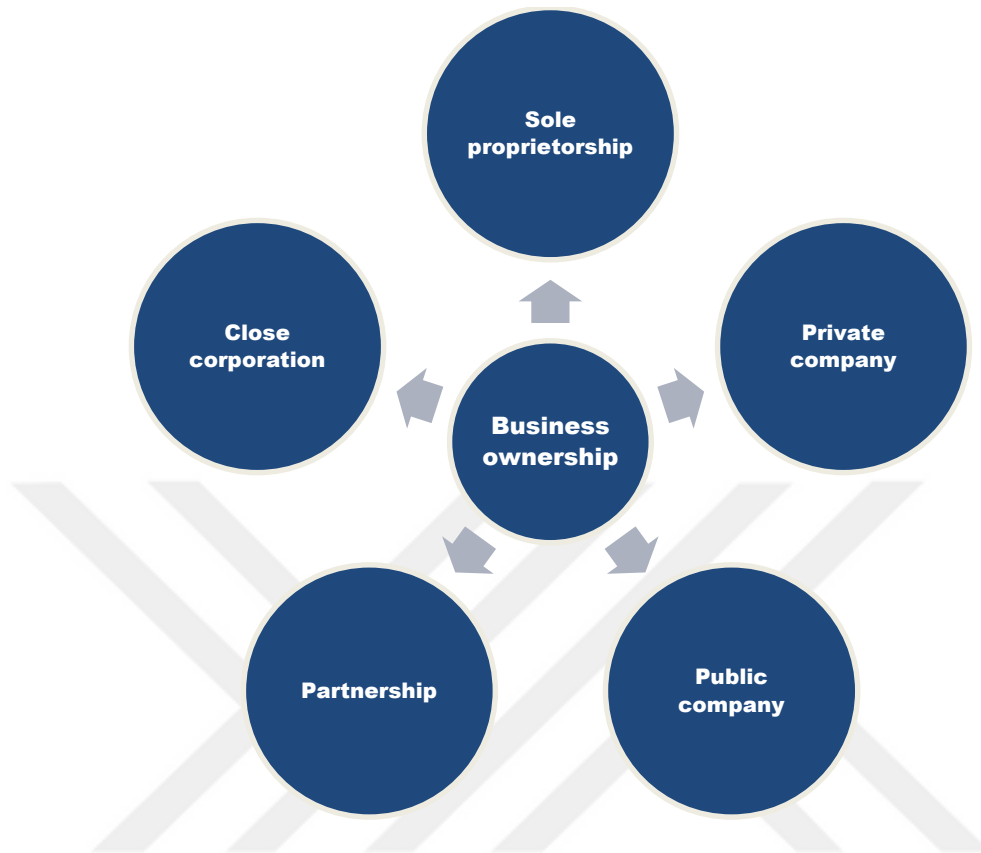 Sole
proprietorship
Close
corporation
Private
company
Business
ownership
Partnership
Public
company